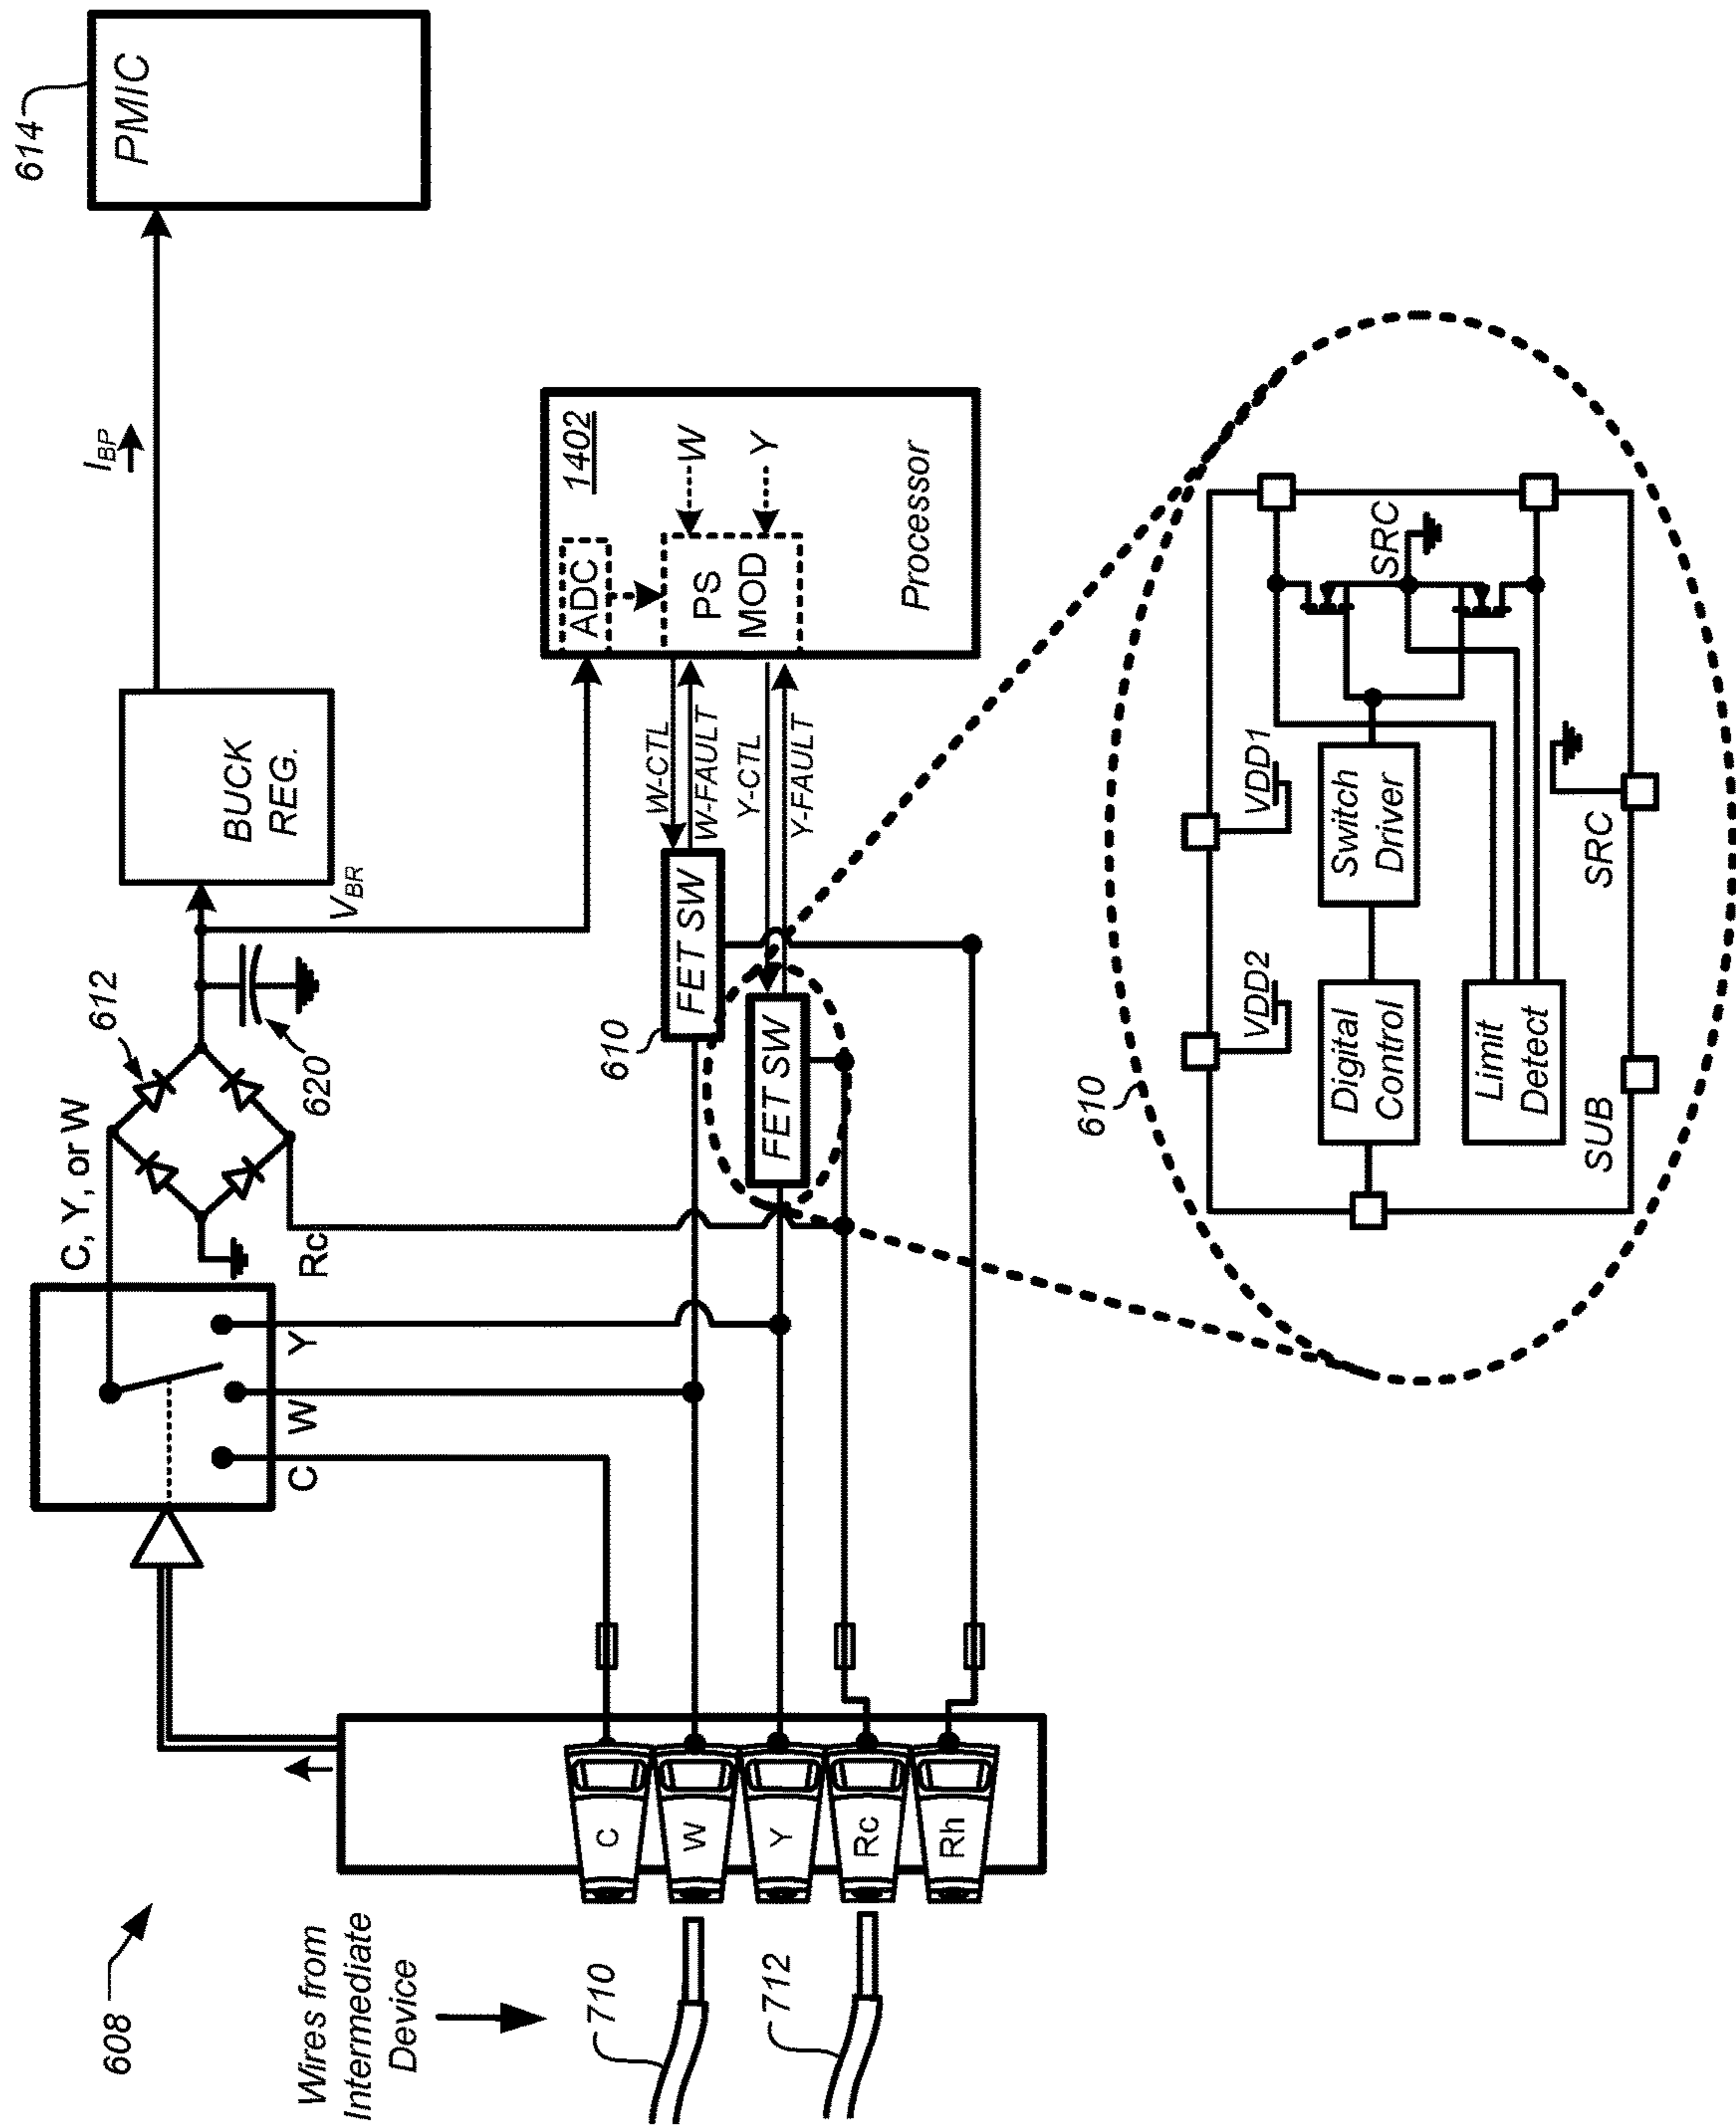 608
614
PMIC
I_BP
BUCK
REG.
V_BR
612
620
C, Y, or W
Rc
C
W
Y
1402
ADC
PS
MOD
W
Y
Processor
W-CTL
W-FAULT
Y-CTL
Y-FAULT
610
FET SW
FET SW
Wires from
Intermediate
Device
710
712
C
W
Y
Rc
Rh
610
VDD2
VDD1
Digital
Control
Switch
Driver
SRC
Limit
Detect
SUB
SRC